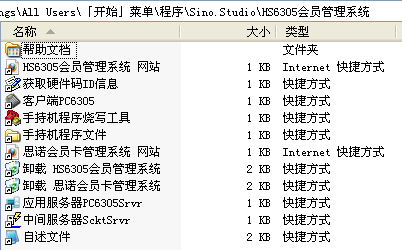 ngs\All Users\「开始」菜单\程序\Sino.Studio\HS6305会员管理系统
名称 大小 类型
帮助文档 文件夹
HS6305会员管理系统 网站 1 KB Internet 快捷方式
获取硬件码ID信息 1 KB 快捷方式
客户端PC6305 1 KB 快捷方式
手持机程序烧写工具 1 KB 快捷方式
手持机程序文件 1 KB 快捷方式
思诺会员卡管理系统 网站 1 KB Internet 快捷方式
卸载 HS6305会员管理系统 2 KB 快捷方式
卸载 思诺会员卡管理系统 2 KB 快捷方式
应用服务器PC6305Srvr 1 KB 快捷方式
中间服务器ScktSrvr 1 KB 快捷方式
自述文件 2 KB 快捷方式